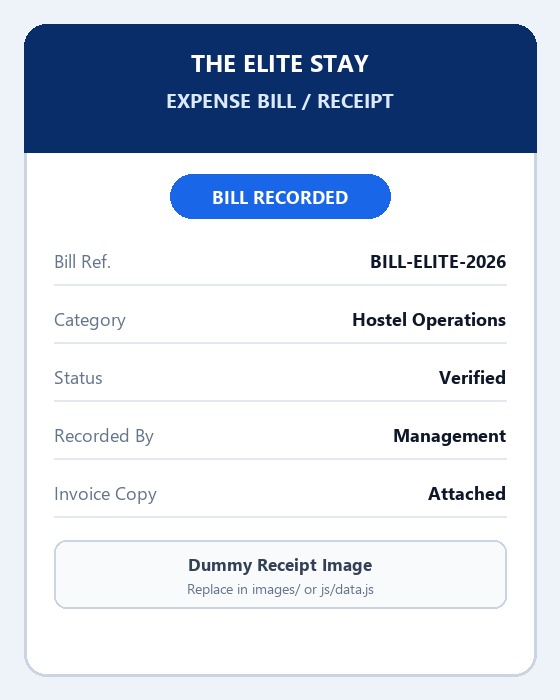 THE ELITE STAY
EXPENSE BILL / RECEIPT
BILL RECORDED
Bill Ref. BILL-ELITE-2026
Category Hostel Operations
Status Verified
Recorded By Management
Invoice Copy Attached
Dummy Receipt Image
Replace in images/ or js/data.js